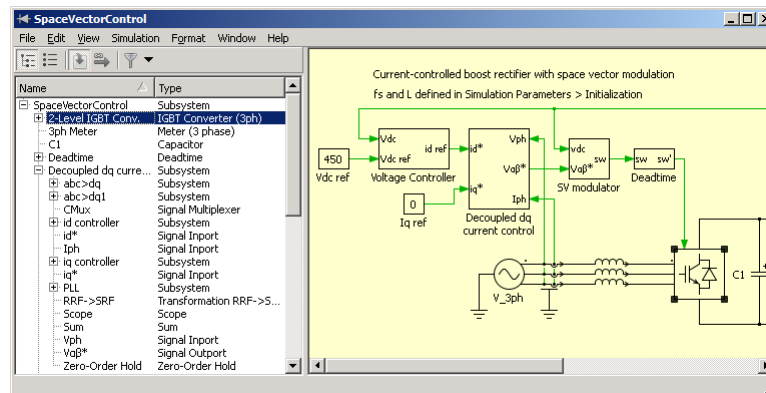 SpaceVectorControl
File Edit View Simulation Format Window Help
Name Type
SpaceVectorControl Subsystem
2-Level IGBT Conv. IGBT Converter (3ph)
3ph Meter Meter (3 phase)
C1 Capacitor
Deadtime Deadtime
Decoupled dq curre... Subsystem
abc>dq Subsystem
abc>dq1 Subsystem
CMux Signal Multiplexer
id controller Subsystem
id* Signal Inport
Iph Signal Inport
iq controller Subsystem
iq* Signal Inport
PLL Subsystem
RRF->SRF Transformation RRF->S...
Scope Scope
Sum Sum
Vph Signal Inport
Vαβ* Signal Outport
Zero-Order Hold Zero-Order Hold
Current-controlled boost rectifier with space vector modulation
fs and L defined in Simulation Parameters > Initialization
450
Vdc ref
Vdc
Vdc ref
id ref
Voltage Controller
0
Iq ref
id*
iq*
Vph
Vαβ*
Iph
Decoupled dq
current control
vdc
sw
Vαβ*
SV modulator
sw sw'
Deadtime
V_3ph
C1